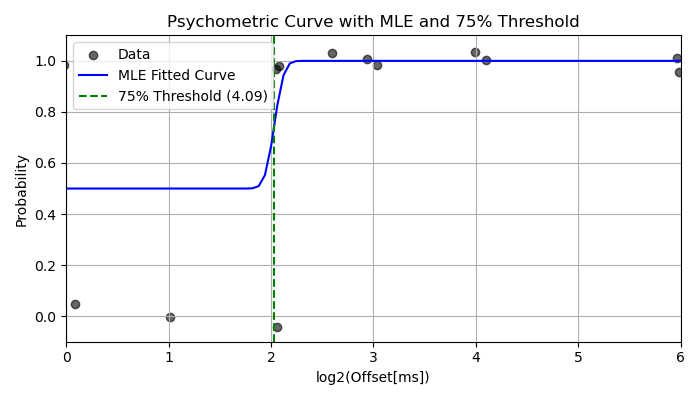 Psychometric Curve with MLE and 75% Threshold
Data
MLE Fitted Curve
75% Threshold (4.09)
Probability
1.0
0.8
0.6
0.4
0.2
0.0
0 1 2 3 4 5 6
log2(Offset[ms])